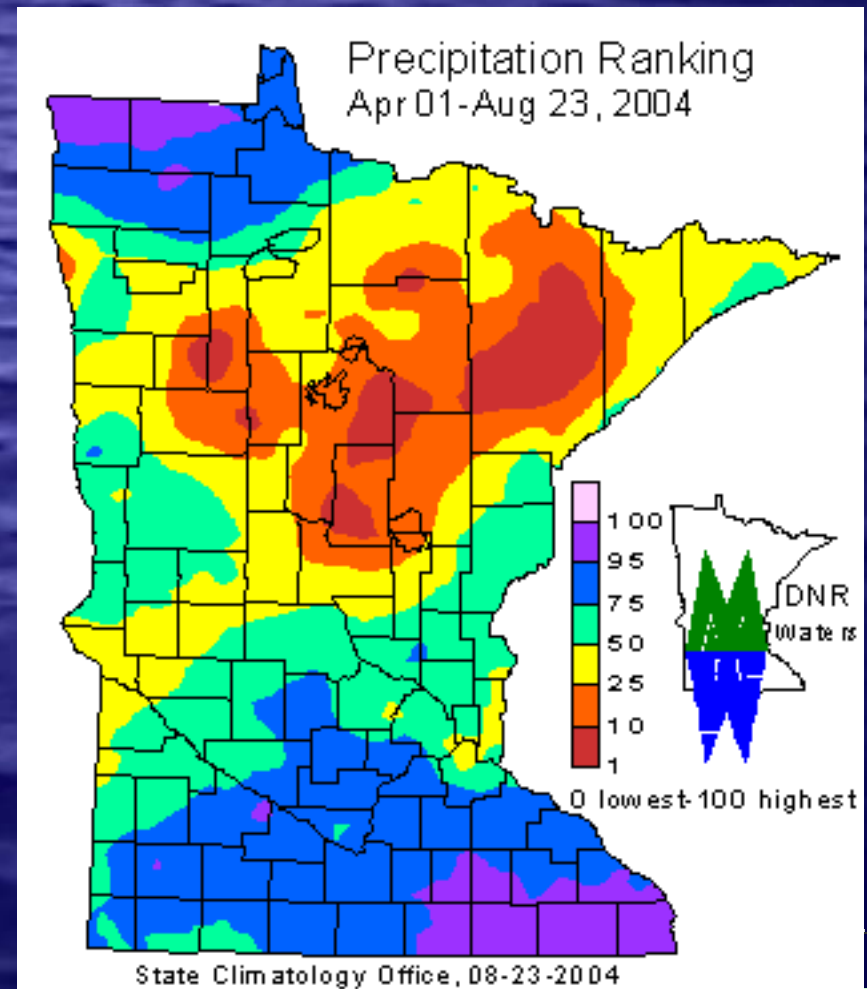 Precipitation Ranking
Apr 01-Aug 23, 2004
100
95
75
50
25
10
1
0 lowest-100 highest
DNR
Waters
State Climatology Office, 08-23-2004